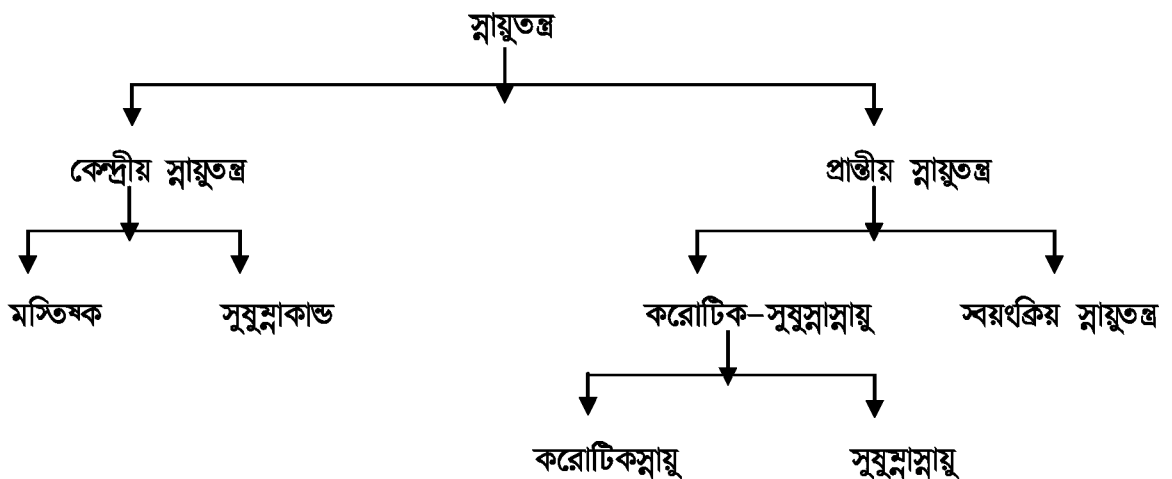 স্নায়ুতন্ত্র
কেন্দ্রীয় স্নায়ুতন্ত্র প্রান্তীয় স্নায়ুতন্ত্র
মস্তিষ্ক সুষুম্নাকান্ড করোটিক-সুষুস্নাস্নায়ু স্বয়ংক্রিয় স্নায়ুতন্ত্র
করোটিকস্নায়ু সুষুম্নাস্নায়ু